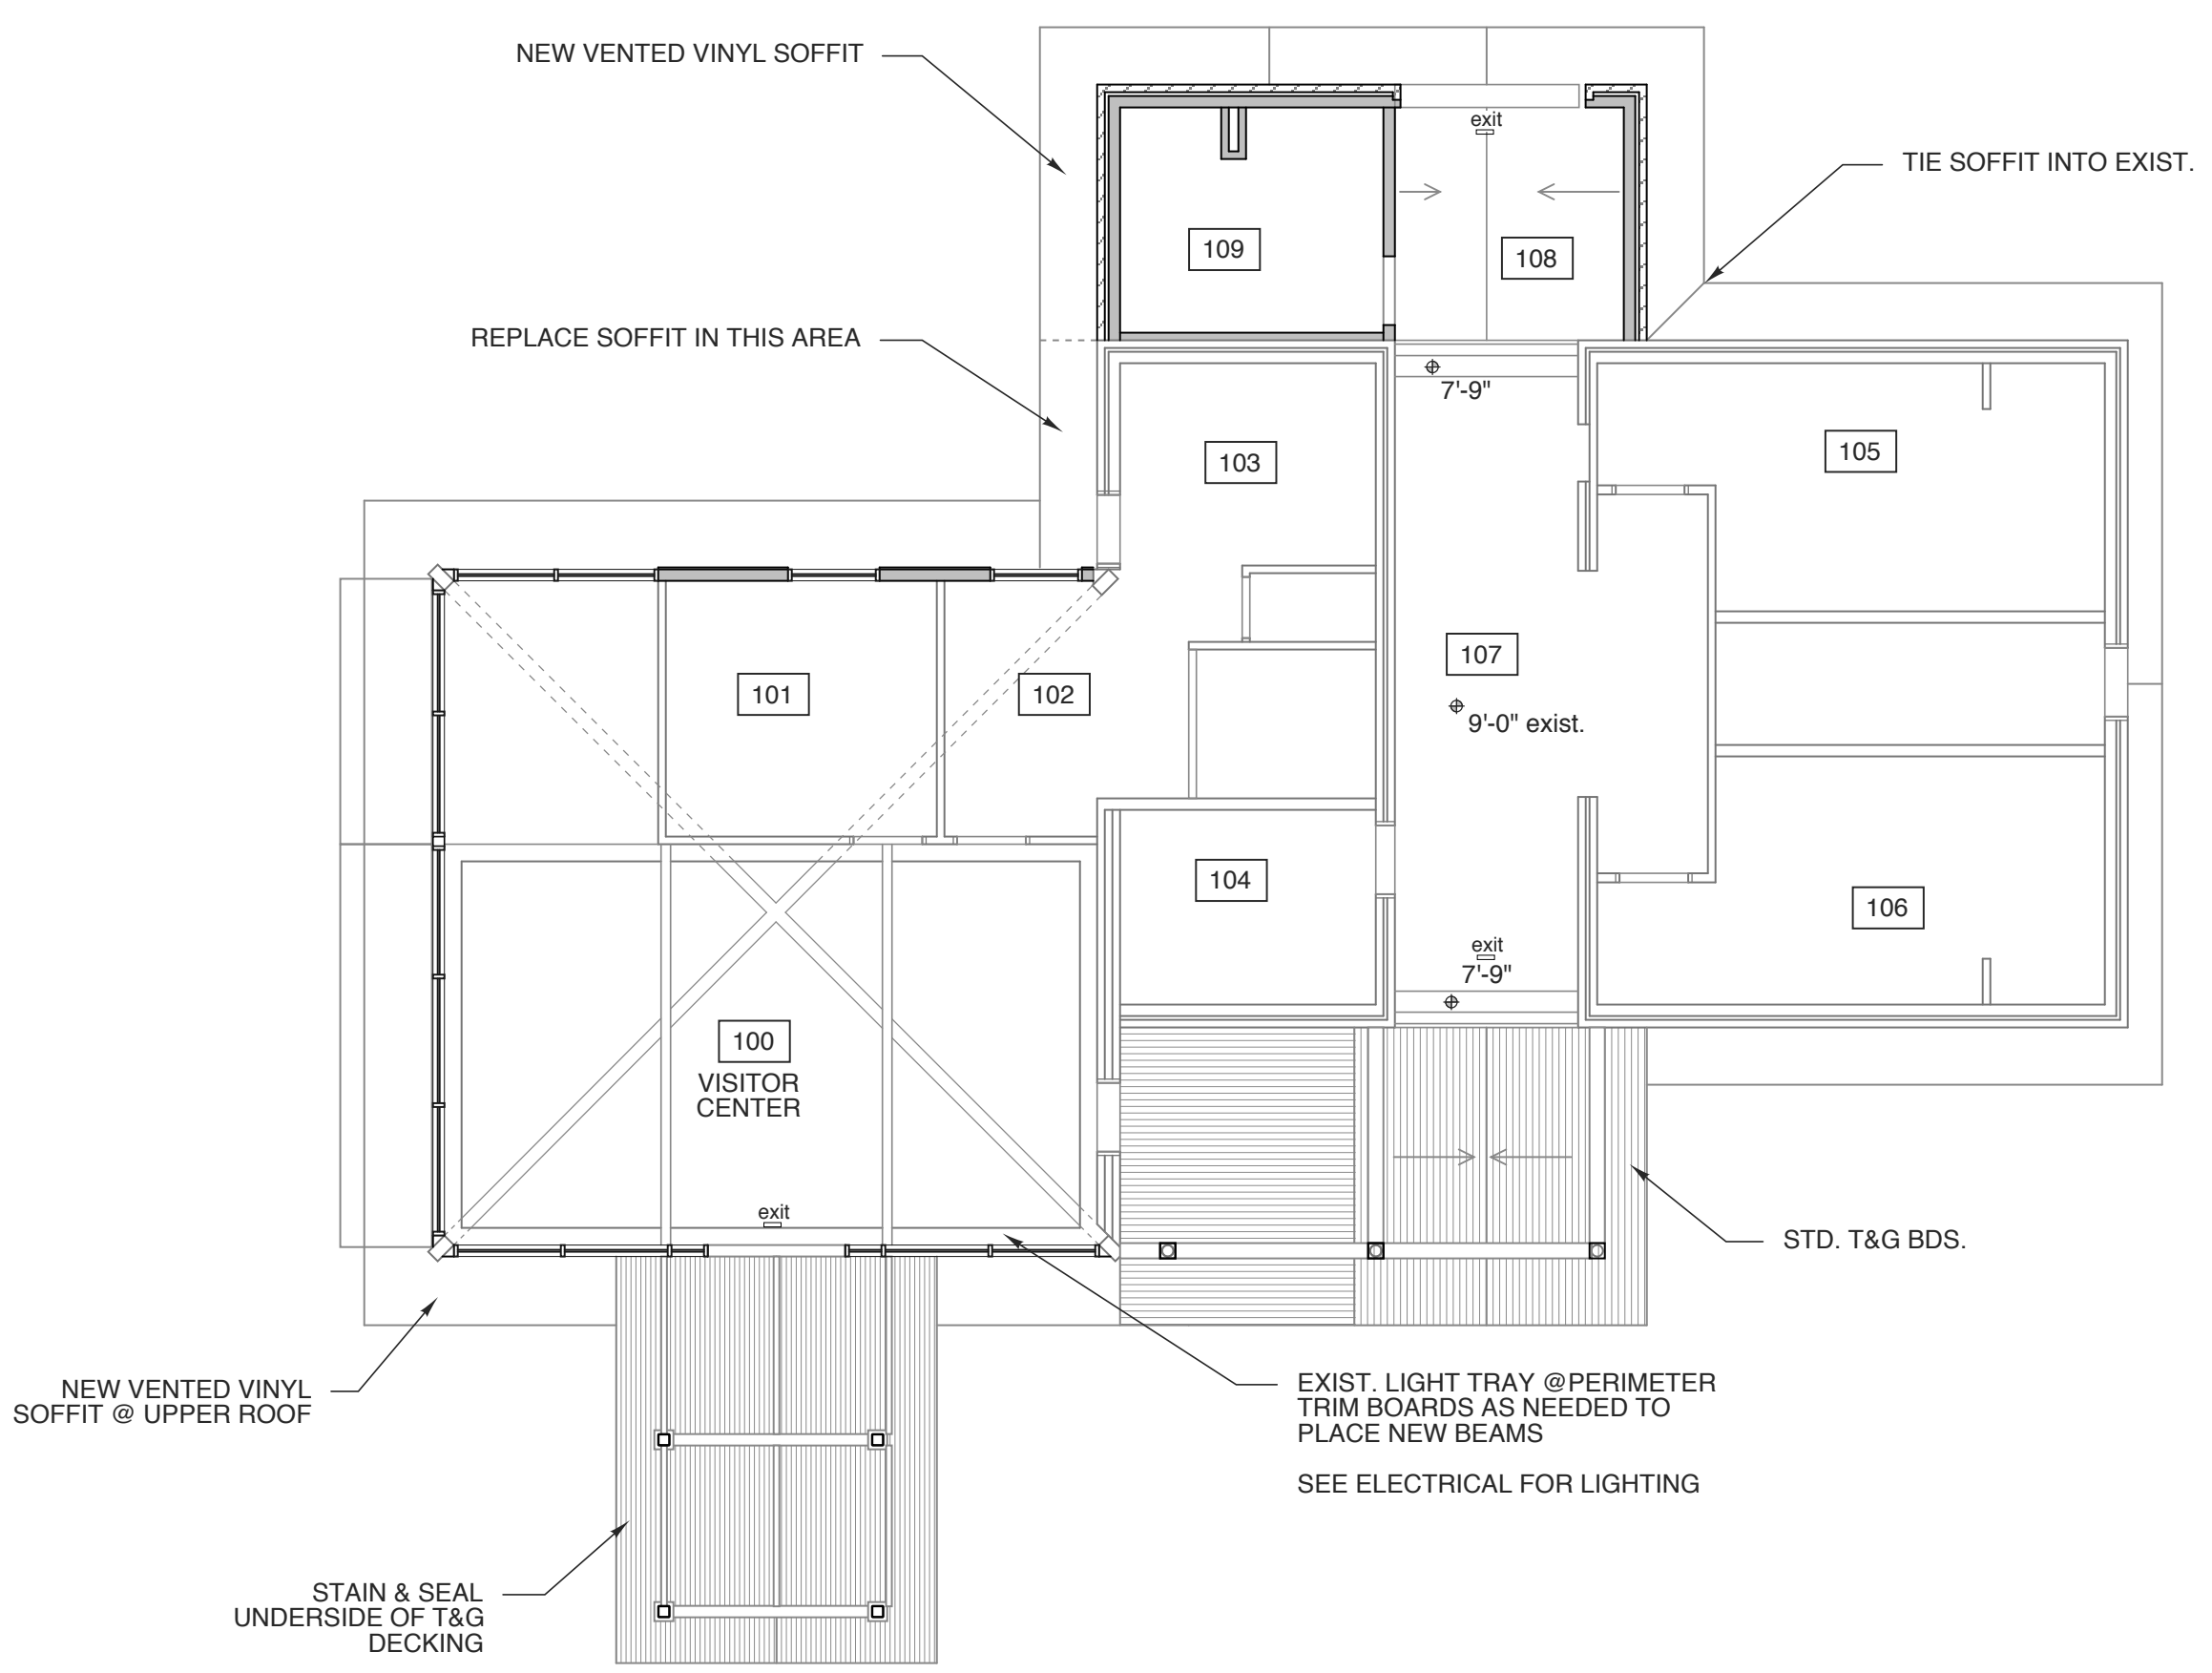 NEW VENTED VINYL SOFFIT
exit
TIE SOFFIT INTO EXIST.
109
108
REPLACE SOFFIT IN THIS AREA
7'-9"
103
105
107
101
102
9'-0" exist.
104
106
exit
7'-9"
100
VISITOR
CENTER
exit
STD. T&G BDS.
NEW VENTED VINYL
SOFFIT @ UPPER ROOF
EXIST. LIGHT TRAY @PERIMETER
TRIM BOARDS AS NEEDED TO
PLACE NEW BEAMS
SEE ELECTRICAL FOR LIGHTING
STAIN & SEAL
UNDERSIDE OF T&G
DECKING